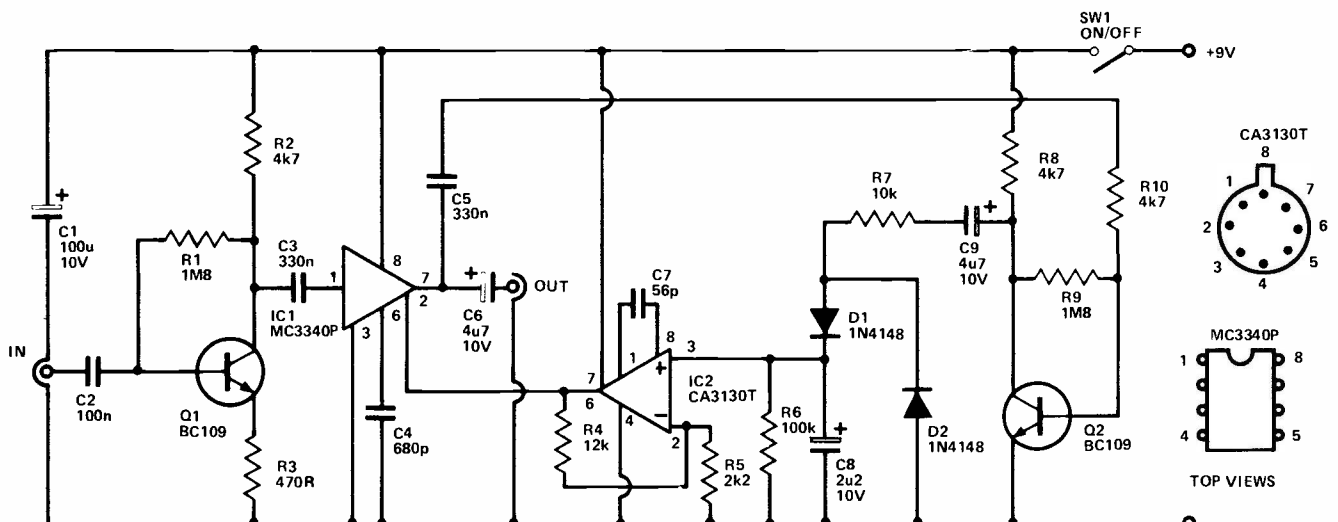 SW1
ON/OFF
+9V
R2
4k7
C5
330n
R7
10k
R8
4k7
R10
4k7
CA3130T
8
1
7
2
6
3
5
4
+
C1
100u
10V
R1
1M8
C3
330n
1
8
7
2
6
3
IC1
MC3340P
+
C6
4u7
10V
OUT
C7
56p
+
C9
4u7
10V
R9
1M8
D1
1N4148
IN
C2
100n
Q1
BC109
R3
470R
C4
680p
7
6
1
8
+
3
−
4
2
IC2
CA3130T
R4
12k
R5
2k2
R6
100k
+
C8
2u2
10V
D2
1N4148
Q2
BC109
MC3340P
1
8
4
5
TOP VIEWS